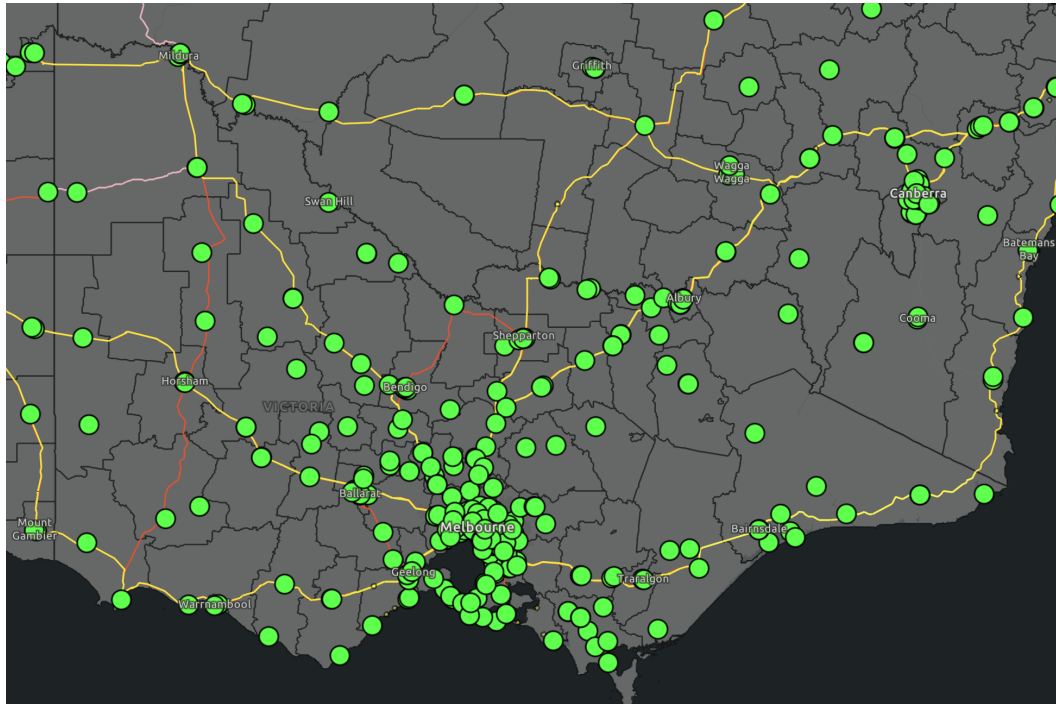 Mildura
Griffith
Wagga
Wagga
Canberra
Swan Hill
Batemans
Bay
Albury
Cooma
Shepparton
Horsham
Bendigo
VICTORIA
Ballarat
Mount
Gambier
Melbourne
Bairnsdale
Geelong
Traralgon
Warrnambool